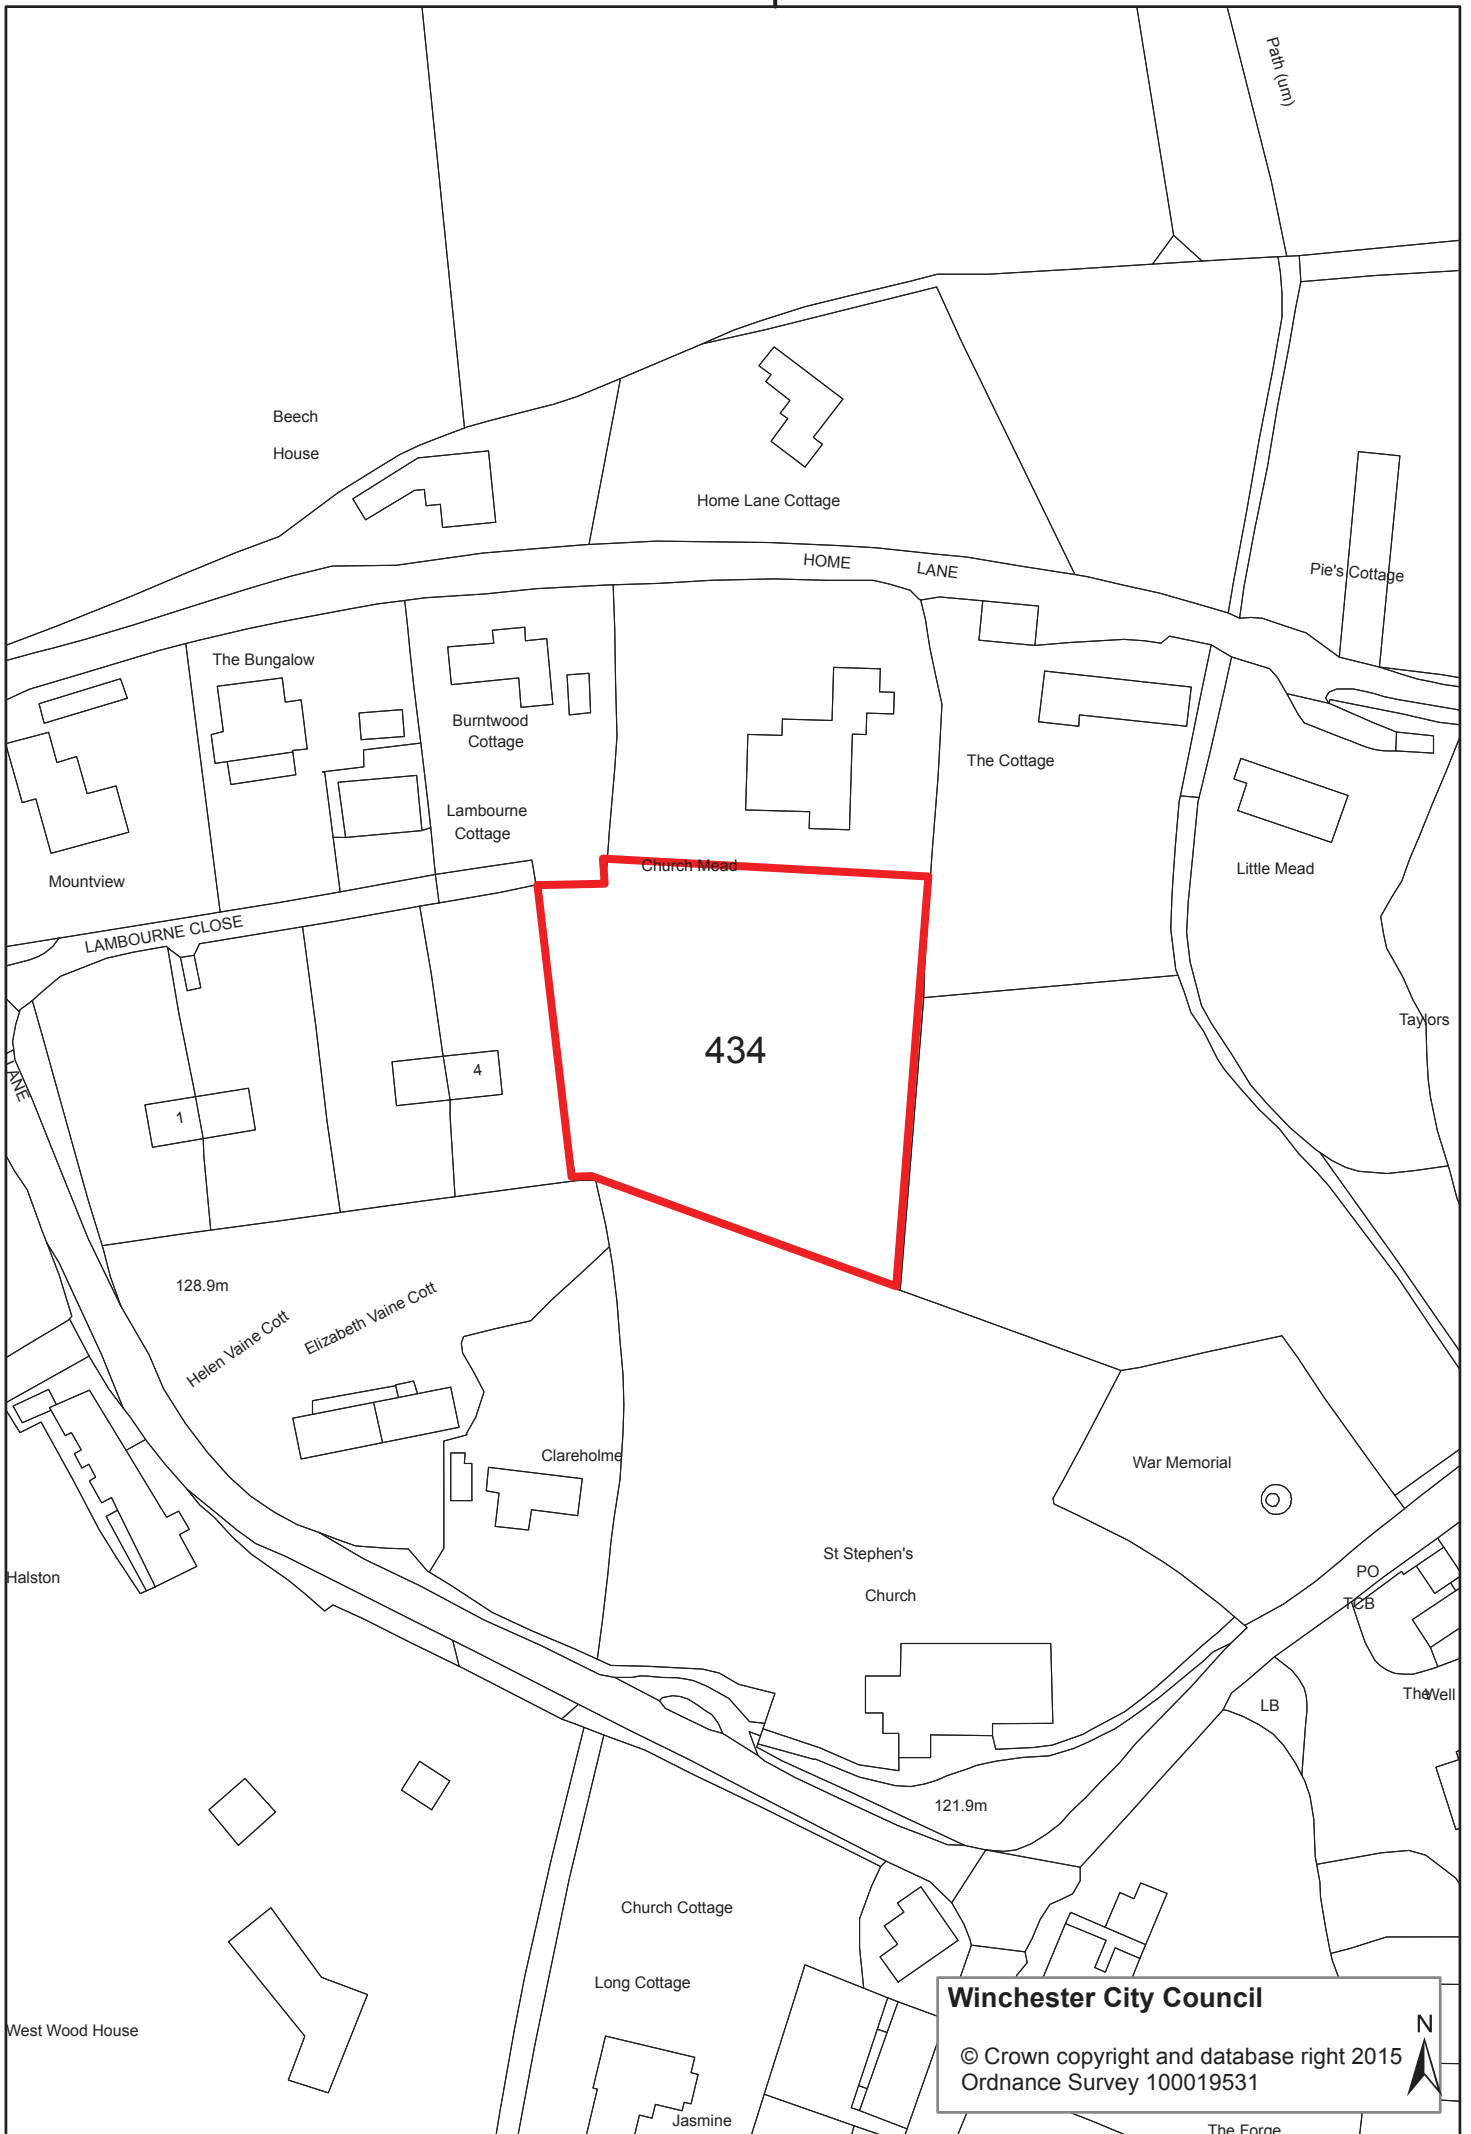 Path (um)
Beech
House
Home Lane Cottage
HOME LANE
Pie's Cottage
The Bungalow
Burntwood
Cottage
The Cottage
Lambourne
Cottage
Church Mead
Little Mead
Mountview
LAMBOURNE CLOSE
434
Taylors
LANE
4
1
128.9m
Helen Vaine Cott
Elizabeth Vaine Cott
Clareholme
War Memorial
St Stephen's
Church
Halston
PO
TCB
The Well
LB
121.9m
Church Cottage
Long Cottage
West Wood House
Jasmine
The Forge
Winchester City Council
N
© Crown copyright and database right 2015
Ordnance Survey 100019531